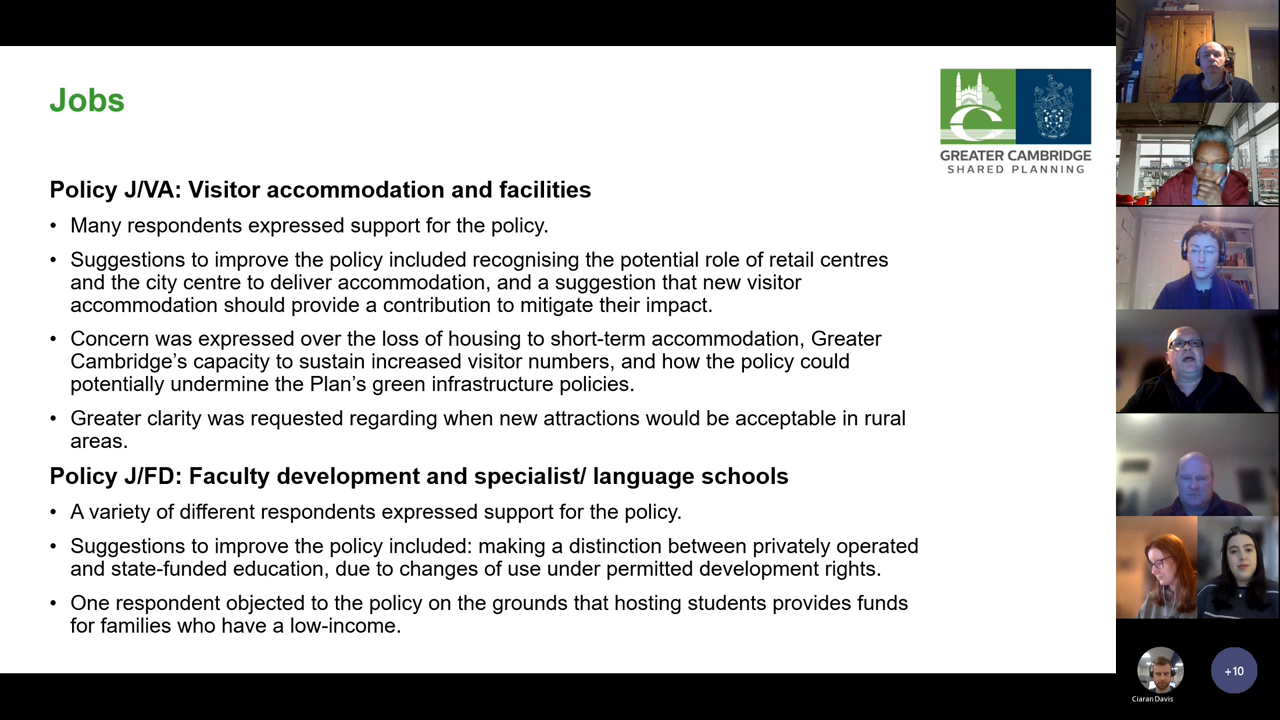 Jobs
GREATER CAMBRIDGE
SHARED PLANNING
Policy J/VA: Visitor accommodation and facilities
• Many respondents expressed support for the policy.
• Suggestions to improve the policy included recognising the potential role of retail centres
and the city centre to deliver accommodation, and a suggestion that new visitor
accommodation should provide a contribution to mitigate their impact.
• Concern was expressed over the loss of housing to short-term accommodation, Greater
Cambridge’s capacity to sustain increased visitor numbers, and how the policy could
potentially undermine the Plan’s green infrastructure policies.
• Greater clarity was requested regarding when new attractions would be acceptable in rural
areas.
Policy J/FD: Faculty development and specialist/ language schools
• A variety of different respondents expressed support for the policy.
• Suggestions to improve the policy included: making a distinction between privately operated
and state-funded education, due to changes of use under permitted development rights.
• One respondent objected to the policy on the grounds that hosting students provides funds
for families who have a low-income.
Ciaran Davis
+10